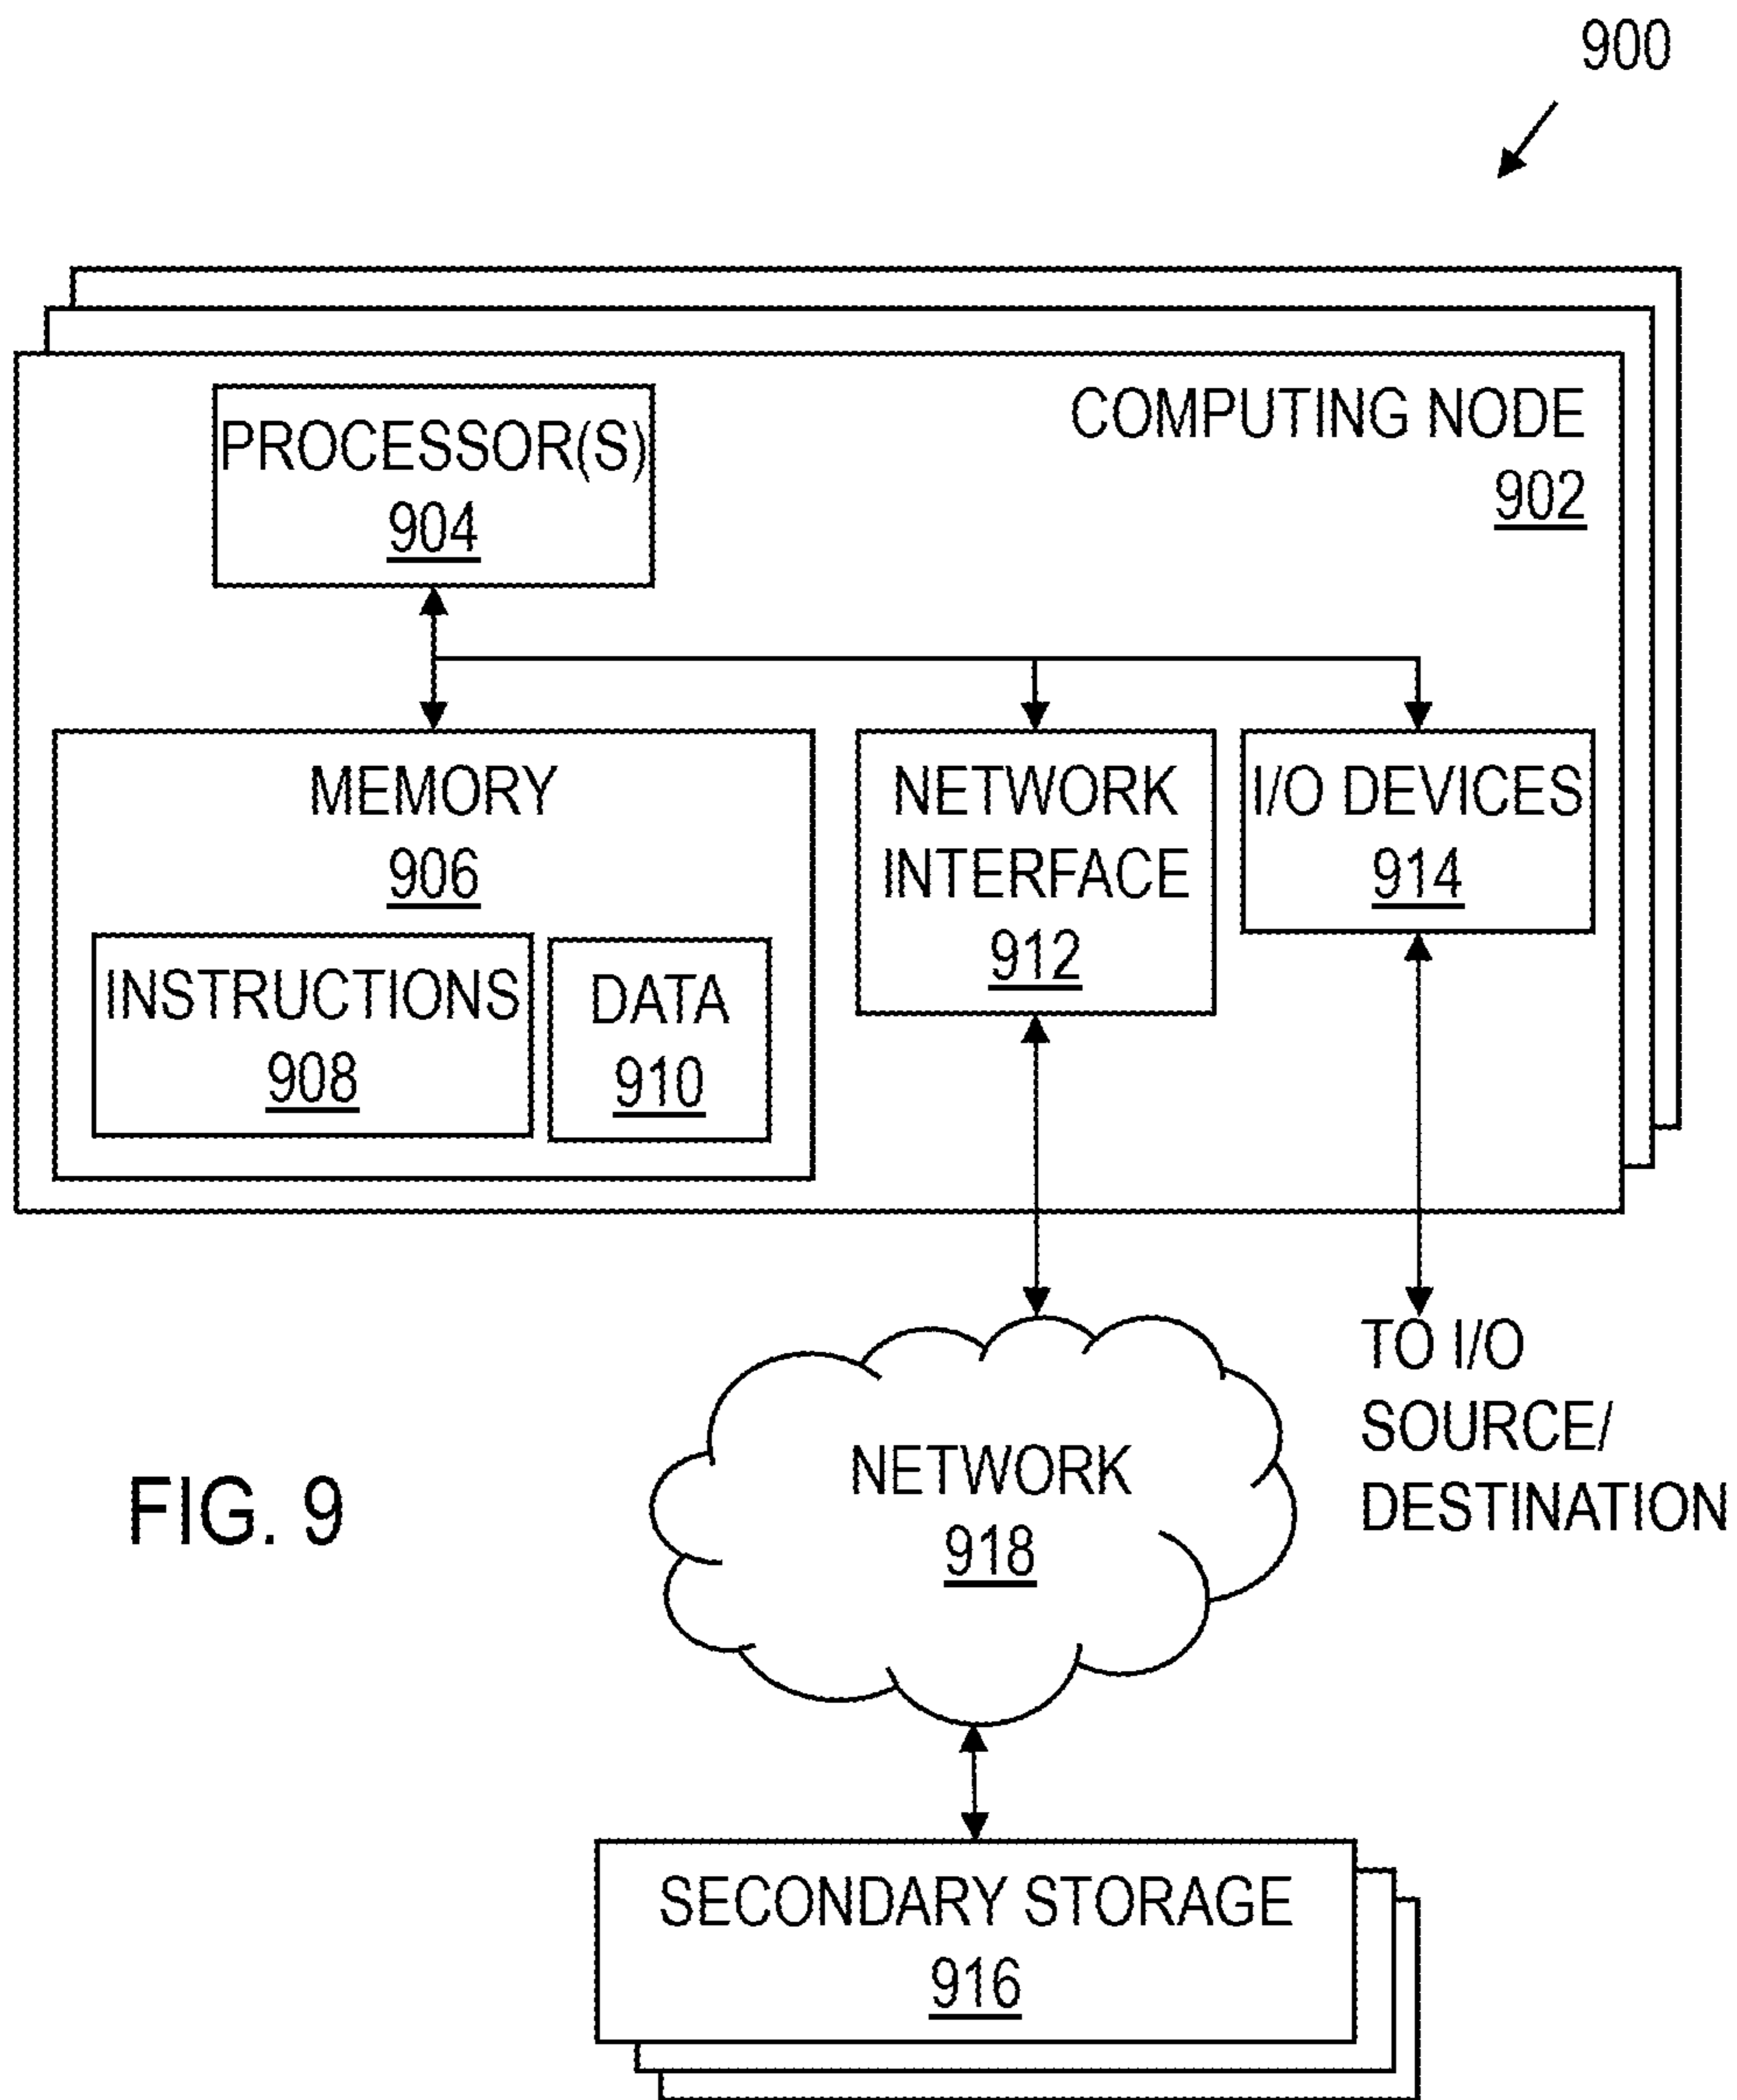 900
COMPUTING NODE
902
PROCESSOR(S)
904
MEMORY
906
INSTRUCTIONS
908
DATA
910
NETWORK
INTERFACE
912
I/O DEVICES
914
TO I/O
SOURCE/
DESTINATION
NETWORK
918
FIG. 9
SECONDARY STORAGE
916